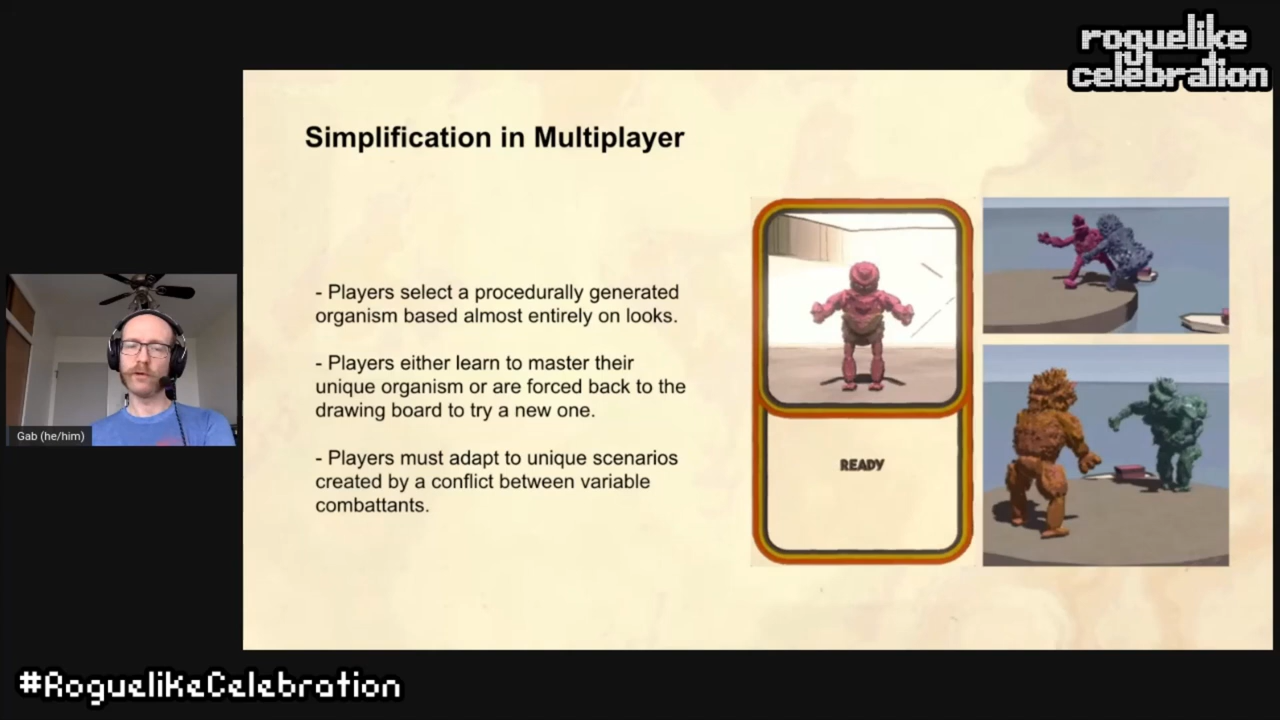 roguelike
celebration
Simplification in Multiplayer
- Players select a procedurally generated
organism based almost entirely on looks.
- Players either learn to master their
unique organism or are forced back to the
drawing board to try a new one.
- Players must adapt to unique scenarios
created by a conflict between variable
combattants.
READY
Gab (he/him)
#RoguelikeCelebration